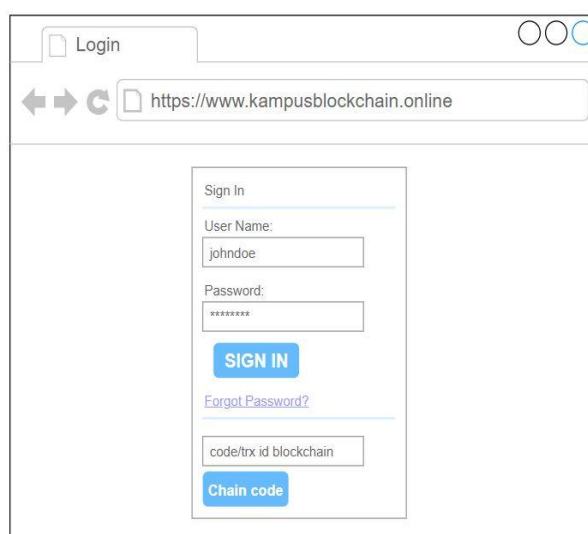 Login
https://www.kampusblockchain.online
Sign In
User Name:
johndoe
Password:
********
SIGN IN
Forgot Password?
code/trx id blockchain
Chain code